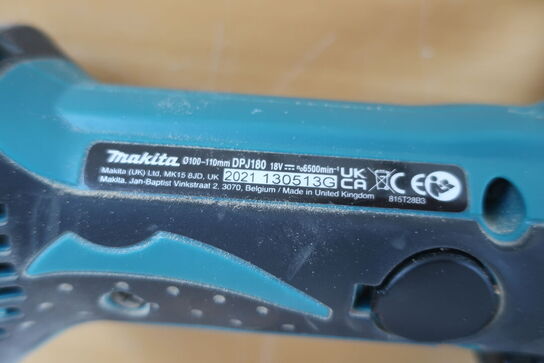 makita Ø100-110mm DPJ180 18V ⎓ n₀6500min⁻¹ UK CA CE
Makita (UK) Ltd, MK15 8JD, UK 2021 130513G
Makita, Jan-Baptist Vinkstraat 2, 3070, Belgium / Made in United Kingdom 815T28B3